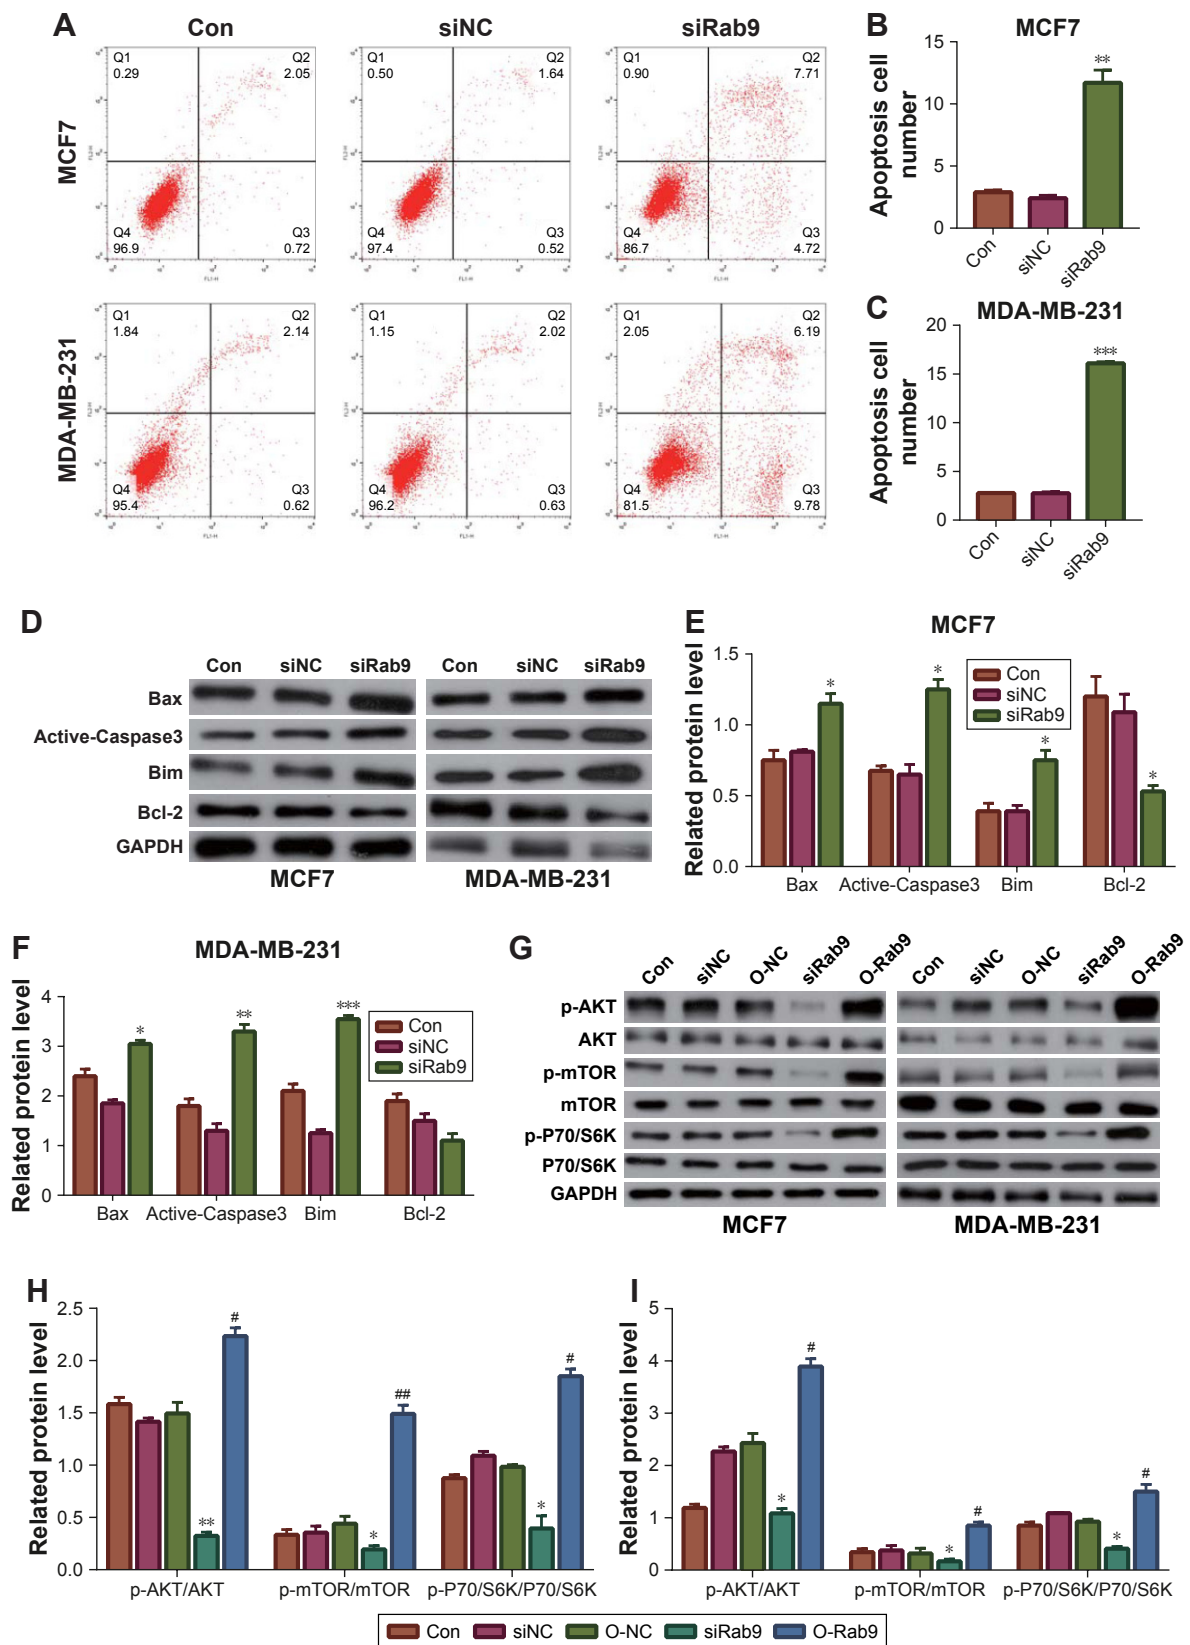 A
Con
siNC
siRab9
MCF7
Q1
0.29
Q2
2.05
Q4
96.9
Q3
0.72
FL1-H
Q1
0.50
Q2
1.64
Q4
97.4
Q3
0.52
FL1-H
Q1
0.90
Q2
7.71
Q4
86.7
Q3
4.72
FL1-H
MDA-MB-231
Q1
1.84
Q2
2.14
Q4
95.4
Q3
0.62
FL1-H
Q1
1.15
Q2
2.02
Q4
96.2
Q3
0.63
FL1-H
Q1
2.05
Q2
6.19
Q4
81.5
Q3
9.78
FL1-H
B
MCF7
Apoptosis cell
number
15
10
5
0
**
Con
siNC
siRab9
C
MDA-MB-231
Apoptosis cell
number
20
15
10
5
0
***
Con
siNC
siRab9
D
Con siNC siRab9 Con siNC siRab9
Bax
Active-Caspase3
Bim
Bcl-2
GAPDH
MCF7 MDA-MB-231
E
MCF7
Related protein level
1.5
1.0
0.5
0.0
* * * *
Con
siNC
siRab9
Bax Active-Caspase3 Bim Bcl-2
F
MDA-MB-231
Related protein level
4
3
2
1
0
* ** ***
Con
siNC
siRab9
Bax Active-Caspase3 Bim Bcl-2
G
Con siNC O-NC siRab9 O-Rab9 Con siNC O-NC siRab9 O-Rab9
p-AKT
AKT
p-mTOR
mTOR
p-P70/S6K
P70/S6K
GAPDH
MCF7 MDA-MB-231
H
Related protein level
2.5
2.0
1.5
1.0
0.5
0.0
** # * ## * #
p-AKT/AKT p-mTOR/mTOR p-P70/S6K/P70/S6K
I
Related protein level
5
4
3
2
1
0
* # * # * #
p-AKT/AKT p-mTOR/mTOR p-P70/S6K/P70/S6K
Con siNC O-NC siRab9 O-Rab9